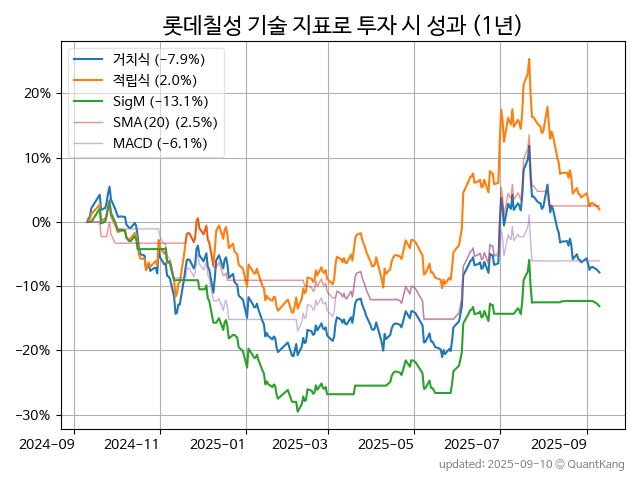 롯데칠성 기술 지표로 투자 시 성과 (1년)
거치식 (−7.9%)
적립식 (2.0%)
SigM (−13.1%)
SMA(20) (2.5%)
MACD (−6.1%)
20%
10%
0%
−10%
−20%
−30%
2024−09 2024−11 2025−01 2025−03 2025−05 2025−07 2025−09
updated: 2025-09-10 © QuantKang